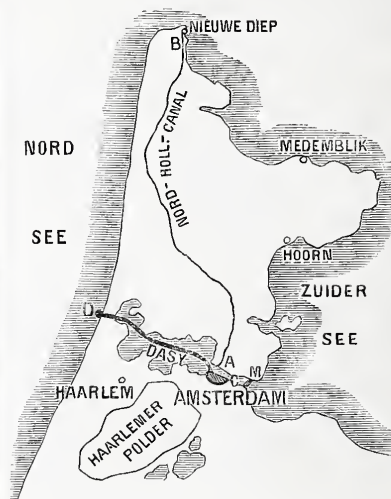 NIEUWE DIEP
B
NORD-HOLL.-CANAL
NORD
SEE
MEDEMBLIK
HOORN
ZUIDER
SEE
D
C
DASY
A
C
M
HAARLEM
AMSTERDAM
HAARLEMER
POLDER